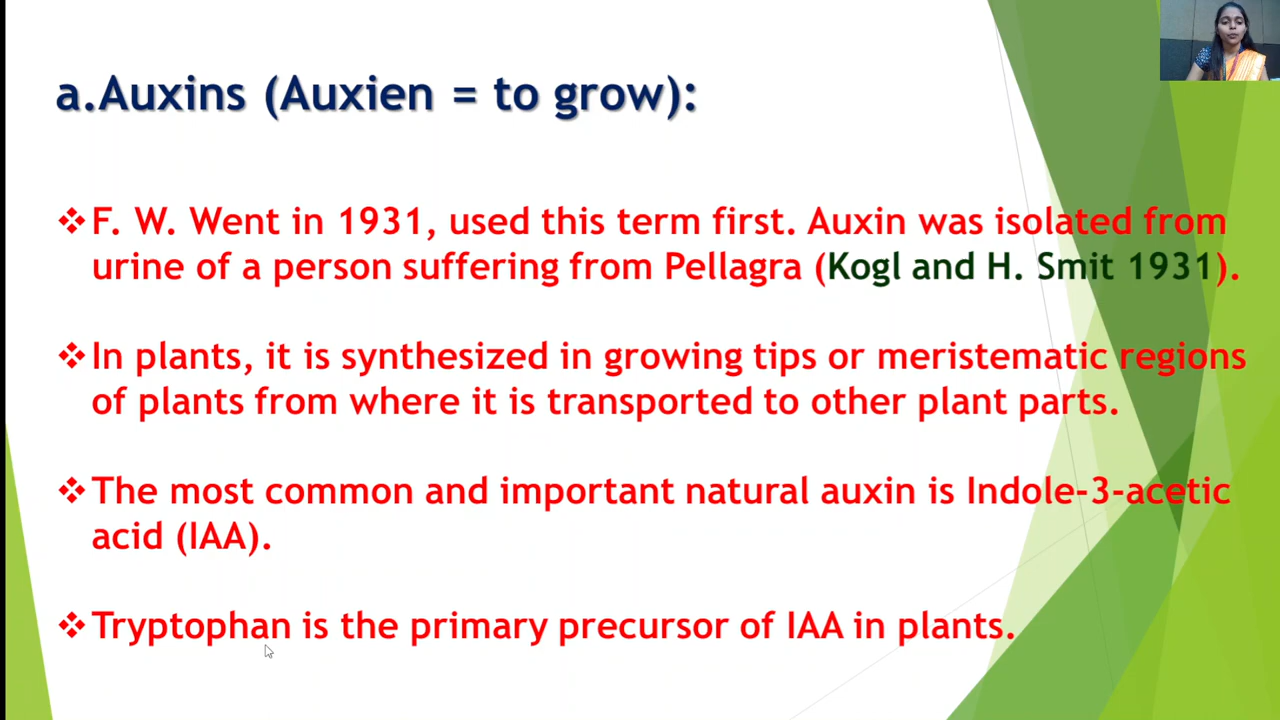 a.Auxins (Auxien = to grow):
❖F. W. Went in 1931, used this term first. Auxin was isolated from
urine of a person suffering from Pellagra (Kogl and H. Smit 1931).
❖In plants, it is synthesized in growing tips or meristematic regions
of plants from where it is transported to other plant parts.
❖The most common and important natural auxin is Indole-3-acetic
acid (IAA).
❖Tryptophan is the primary precursor of IAA in plants.